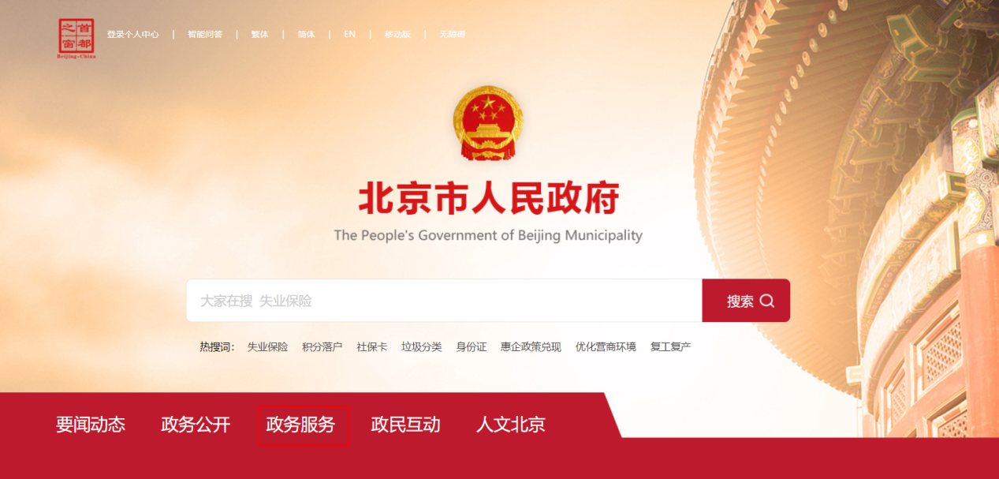 首都之窗
Beijing-China
登录个人中心 | 智能问答 | 繁体 | 简体 | EN | 移动版 | 无障碍
北京市人民政府
The People's Government of Beijing Municipality
大家在搜 失业保险
搜索
热搜词： 失业保险 积分落户 社保卡 垃圾分类 身份证 惠企政策兑现 优化营商环境 复工复产
要闻动态 政务公开 政务服务 政民互动 人文北京